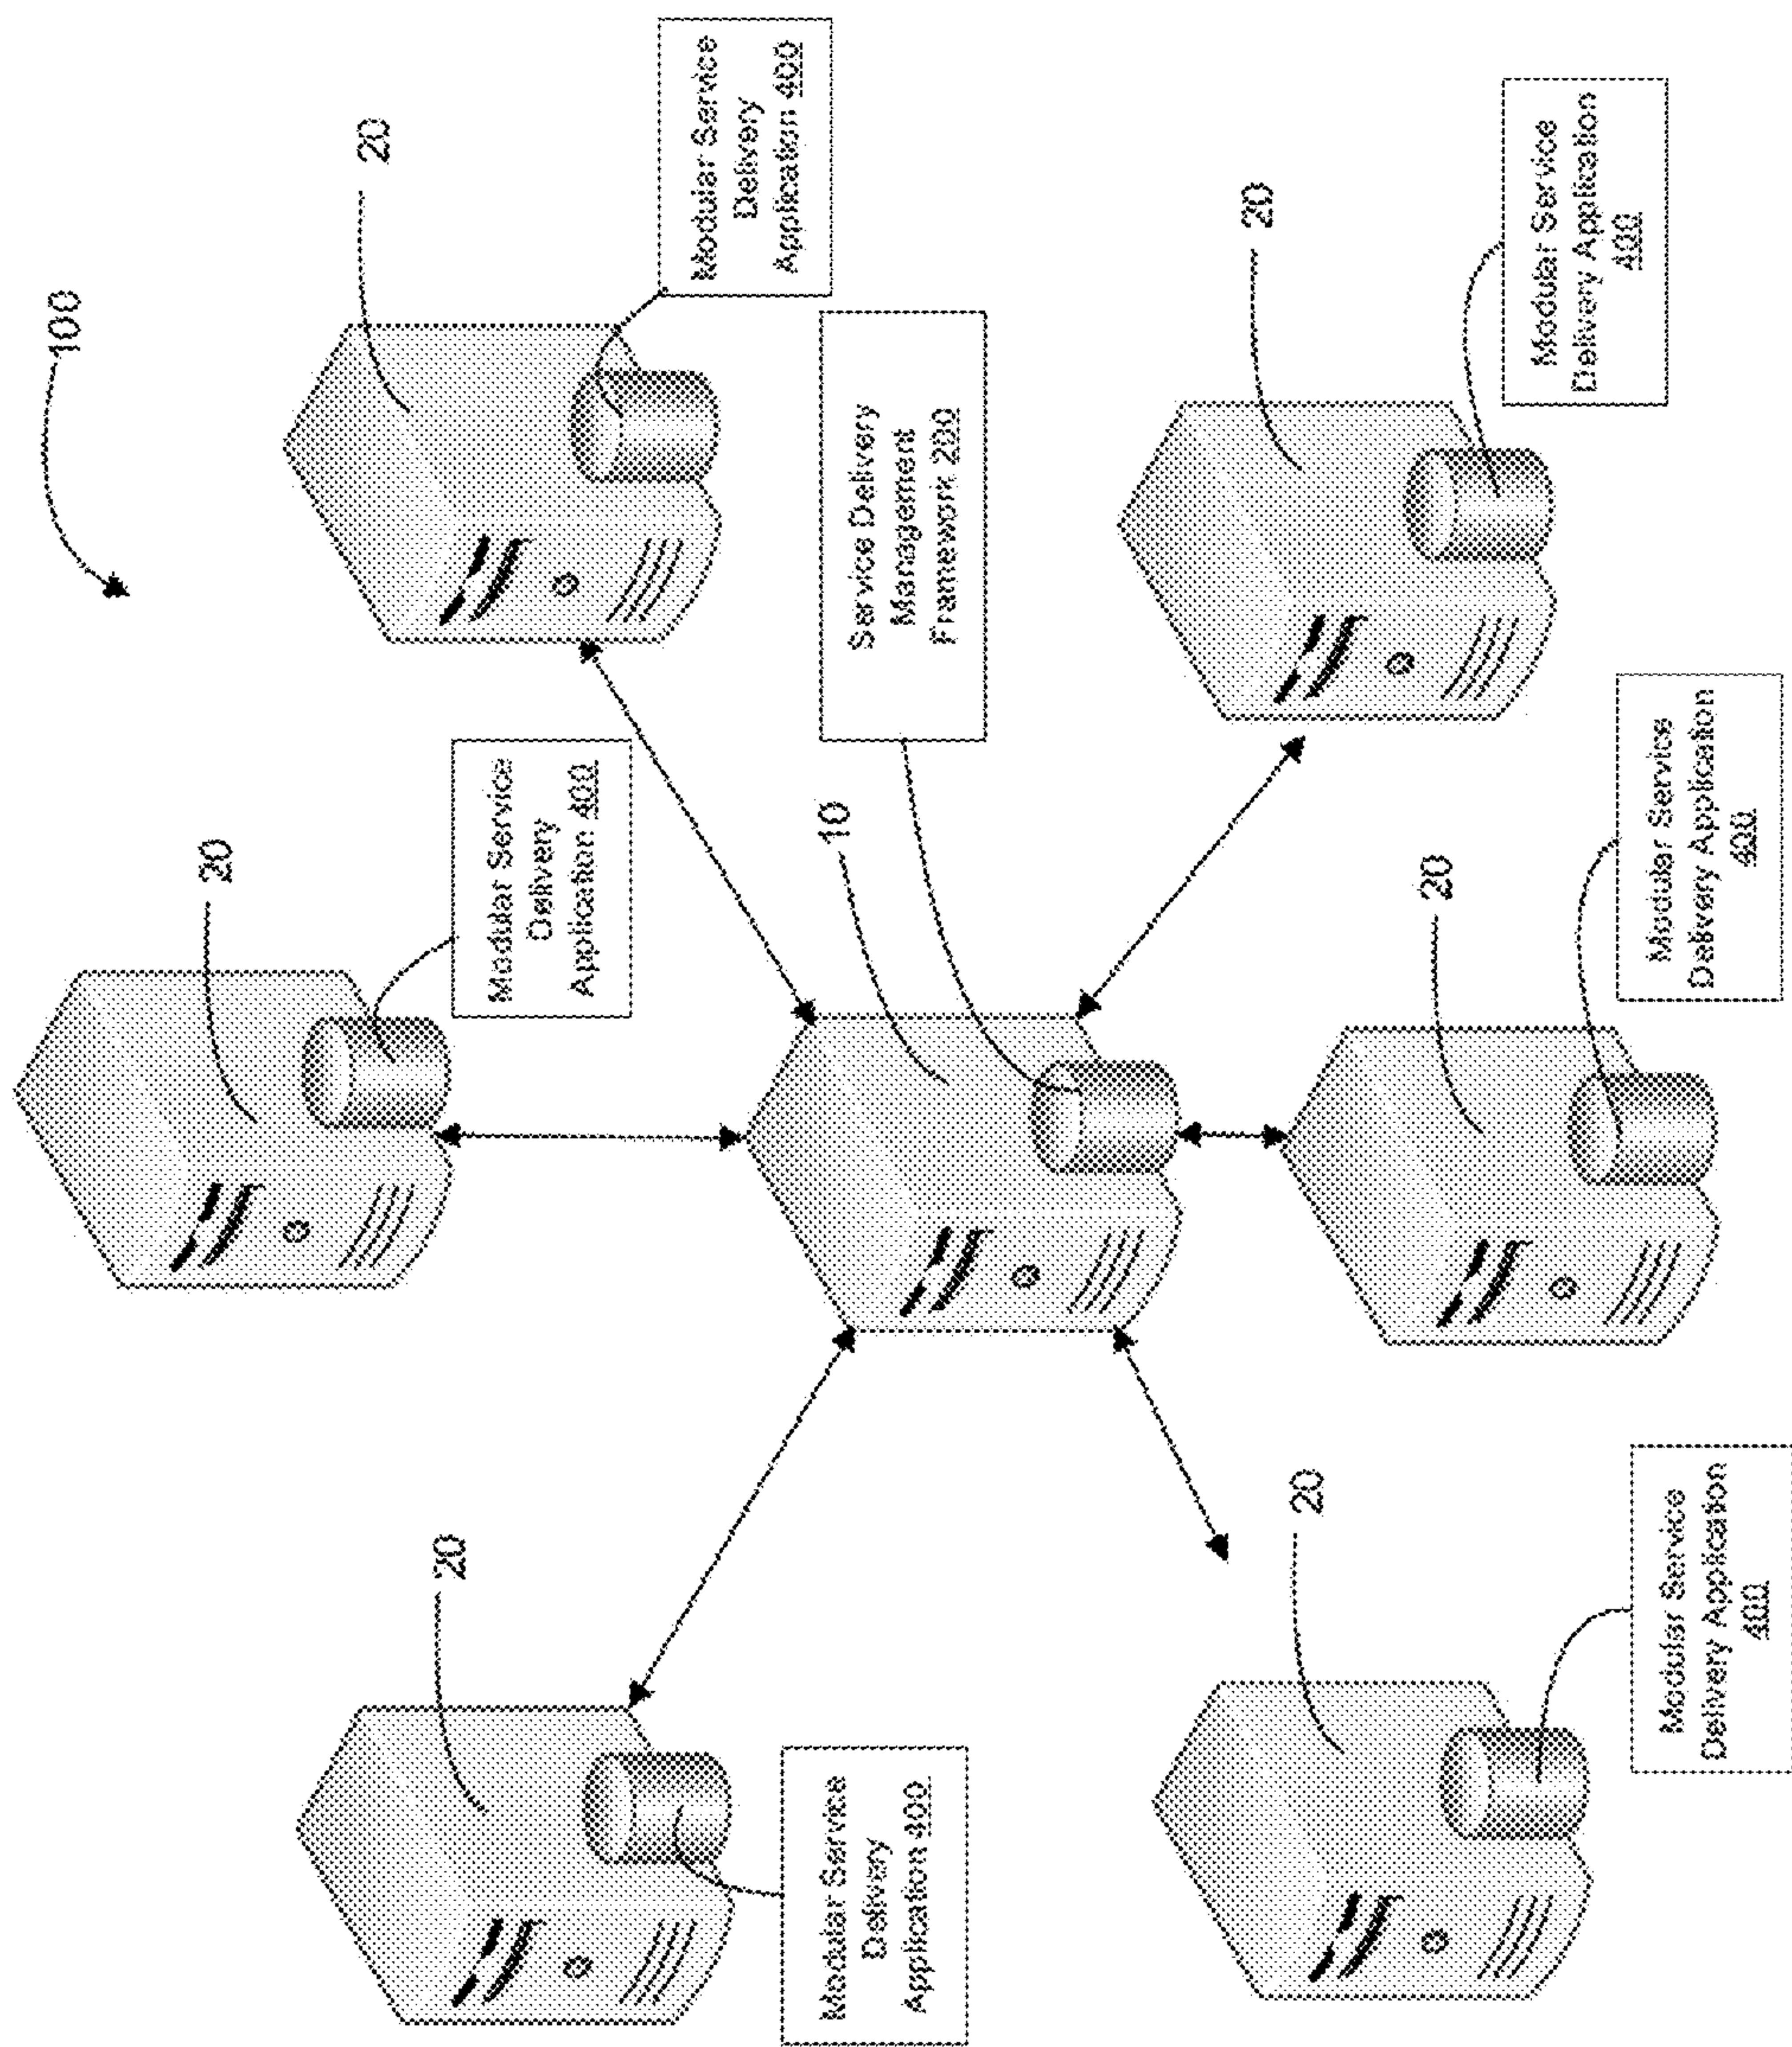 100
20
20
20
Modular Service
Delivery
Application 400
Modular Service
Delivery
Application 400
10
Modular Service
Delivery
Application 400
Service Delivery
Management
Framework 200
20
20
20
Modular Service
Delivery Application
400
Modular Service
Delivery Application
400
Modular Service
Delivery Application
400